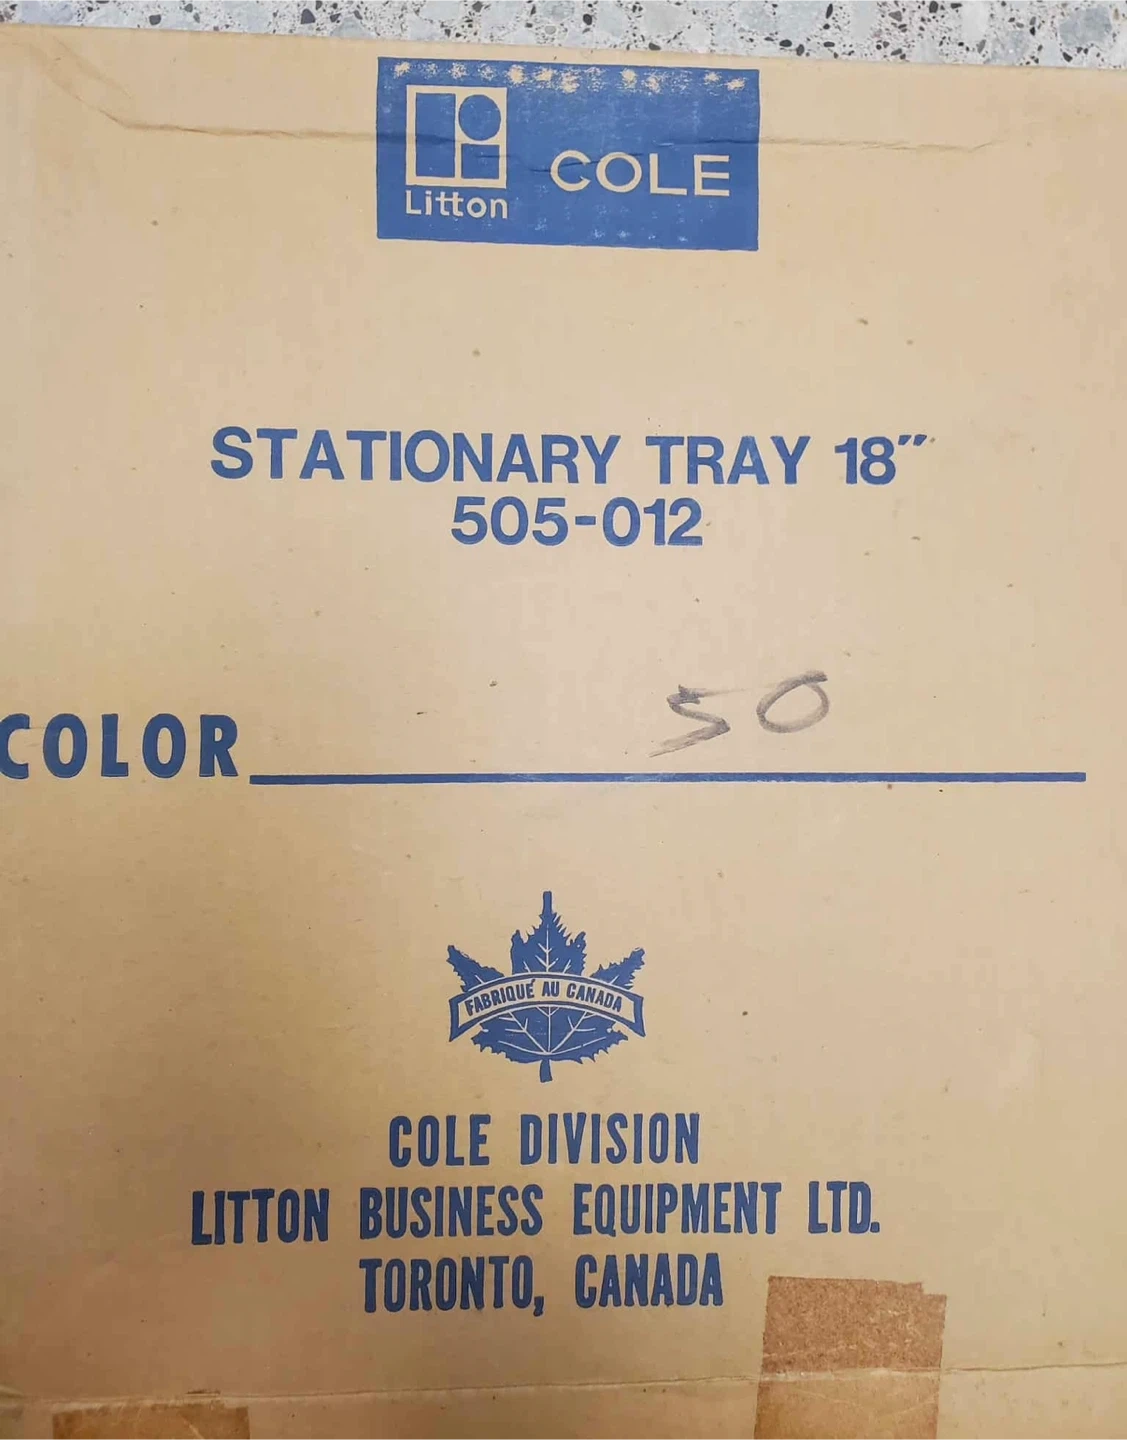 Litton
COLE
STATIONARY TRAY 18"
505-012
50
COLOR
FABRIQUÉ AU CANADA
COLE DIVISION
LITTON BUSINESS EQUIPMENT LTD.
TORONTO, CANADA